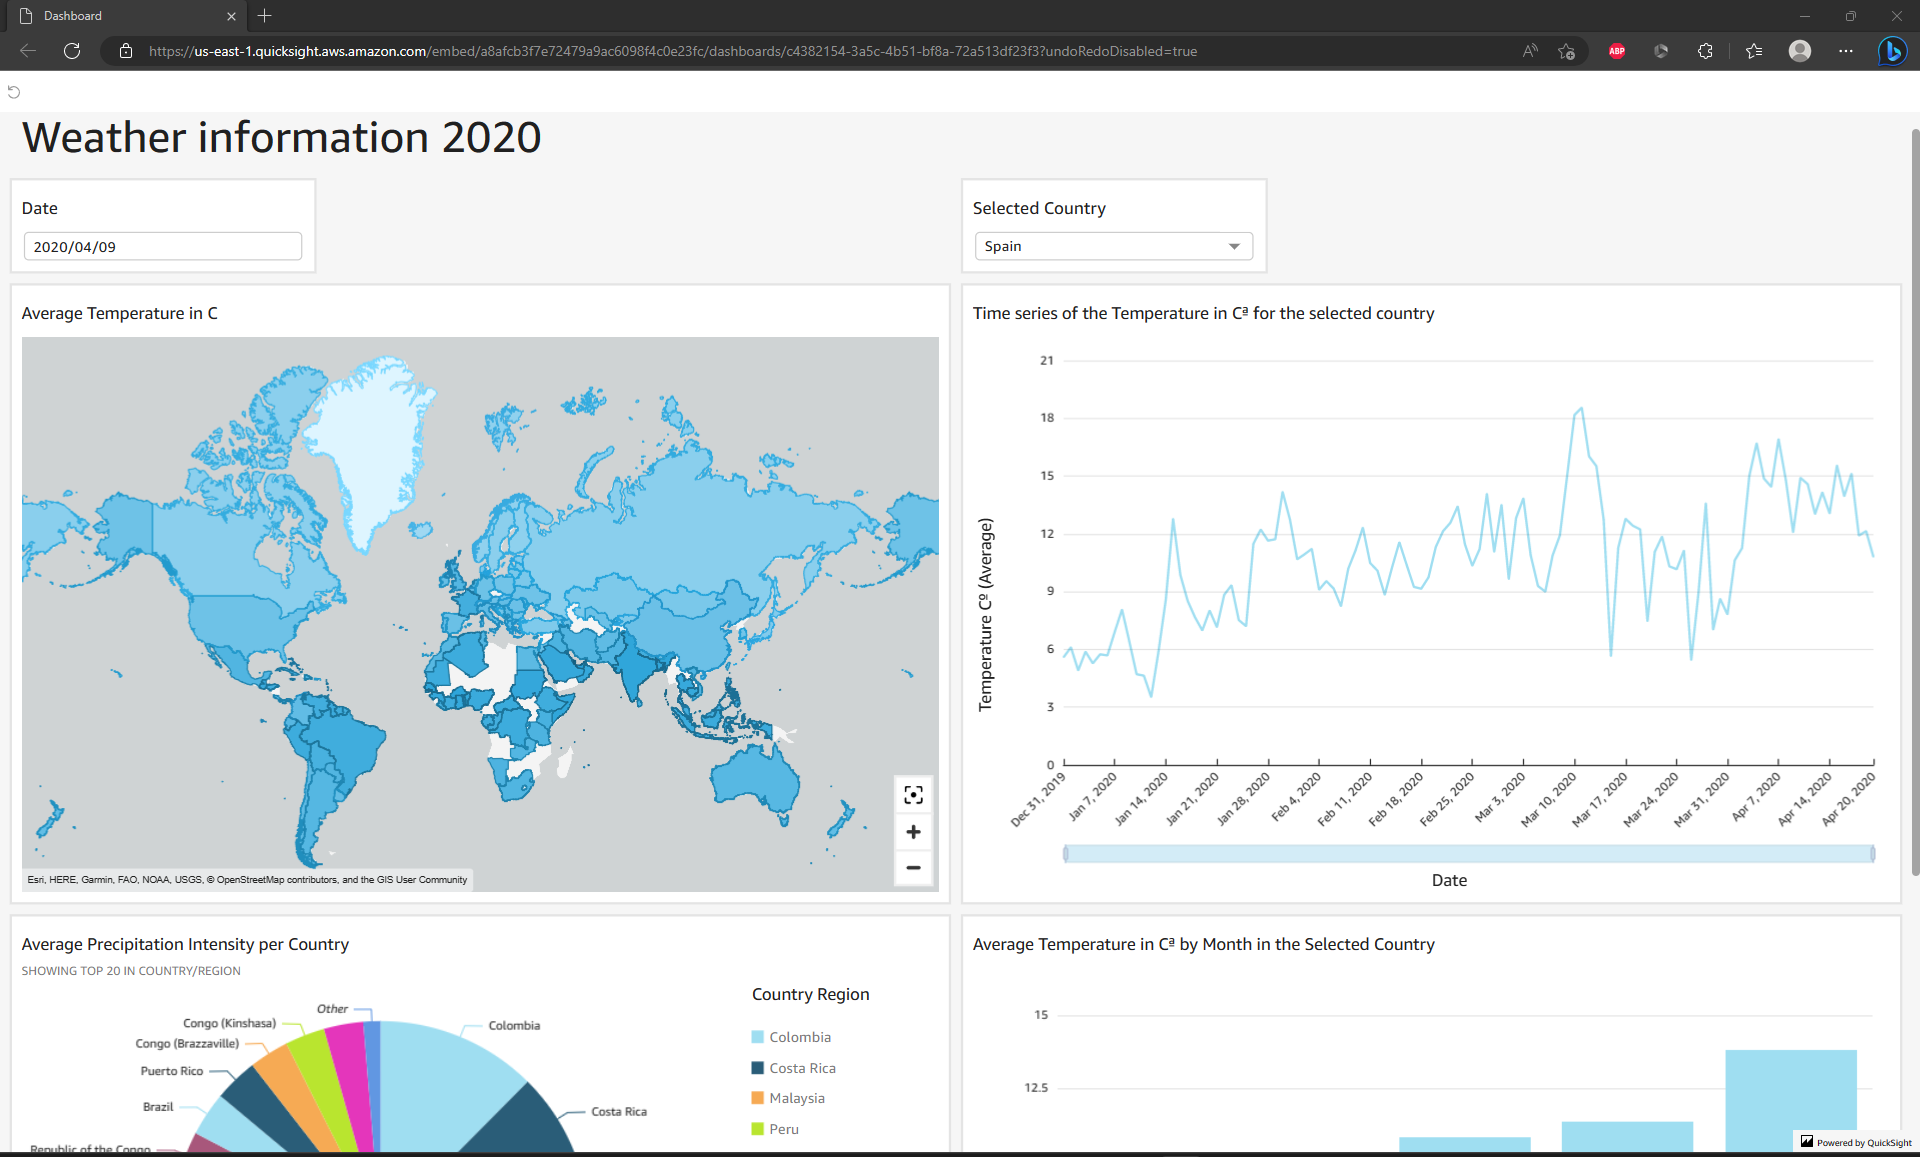 Dashboard
https://us-east-1.quicksight.aws.amazon.com/embed/a8afcb3f7e72479a9ac6098f4c0e23fc/dashboards/c4382154-3a5c-4b51-bf8a-72a513df23f3?undoRedoDisabled=true
ABP
Weather information 2020
Date
2020/04/09
Selected Country
Spain
Average Temperature in C
Esri, HERE, Garmin, FAO, NOAA, USGS, © OpenStreetMap contributors, and the GIS User Community
Time series of the Temperature in Cª for the selected country
Temperature Cº (Average)
21
18
15
12
9
6
3
0
Dec 31, 2019
Jan 7, 2020
Jan 14, 2020
Jan 21, 2020
Jan 28, 2020
Feb 4, 2020
Feb 11, 2020
Feb 18, 2020
Feb 25, 2020
Mar 3, 2020
Mar 10, 2020
Mar 17, 2020
Mar 24, 2020
Mar 31, 2020
Apr 7, 2020
Apr 14, 2020
Apr 20, 2020
Date
Average Precipitation Intensity per Country
SHOWING TOP 20 IN COUNTRY/REGION
Other
Colombia
Congo (Kinshasa)
Congo (Brazzaville)
Puerto Rico
Brazil
Costa Rica
Republic of the Congo
Country Region
Colombia
Costa Rica
Malaysia
Peru
Average Temperature in Cª by Month in the Selected Country
15
12.5
Powered by QuickSight